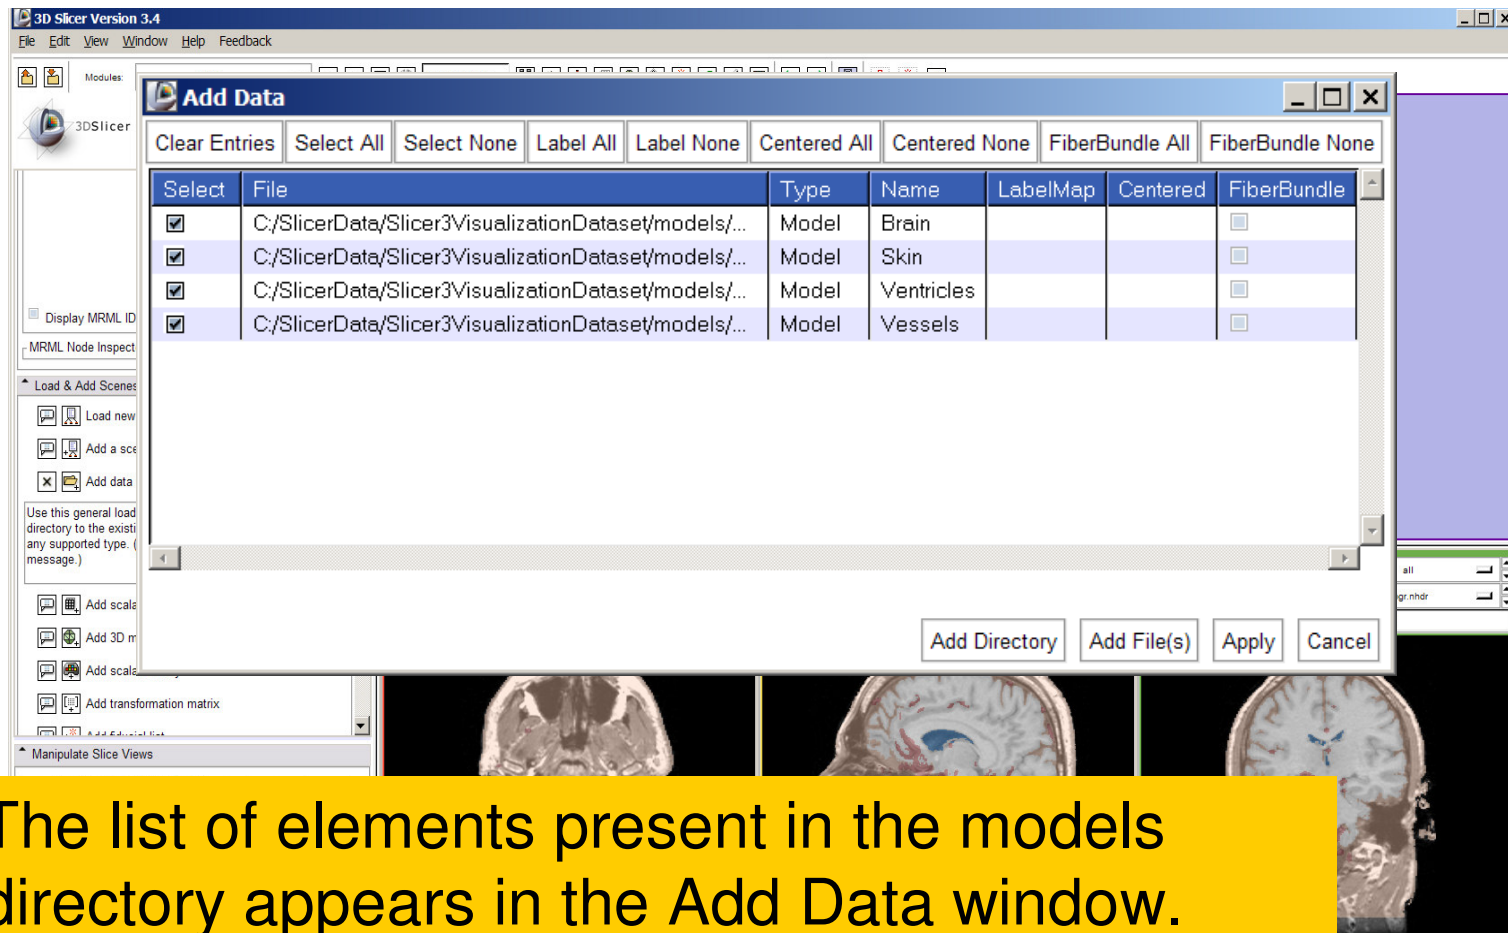 3D Slicer Version 3.4
File Edit View Window Help Feedback
Modules:
3DSlicer
Add Data
Clear Entries Select All Select None Label All Label None Centered All Centered None FiberBundle All FiberBundle None
Select File Type Name LabelMap Centered FiberBundle
C:/SlicerData/Slicer3VisualizationDataset/models/... Model Brain
C:/SlicerData/Slicer3VisualizationDataset/models/... Model Skin
C:/SlicerData/Slicer3VisualizationDataset/models/... Model Ventricles
C:/SlicerData/Slicer3VisualizationDataset/models/... Model Vessels
Add Directory Add File(s) Apply Cancel
Display MRML ID
MRML Node Inspect
Load & Add Scenes
Load new
Add a sce
Add data
Use this general load
directory to the existi
any supported type. (
message.)
Add scala
Add 3D m
Add scala
Add transformation matrix
Manipulate Slice Views
all
gr.nhdr
The list of elements present in the models
directory appears in the Add Data window.